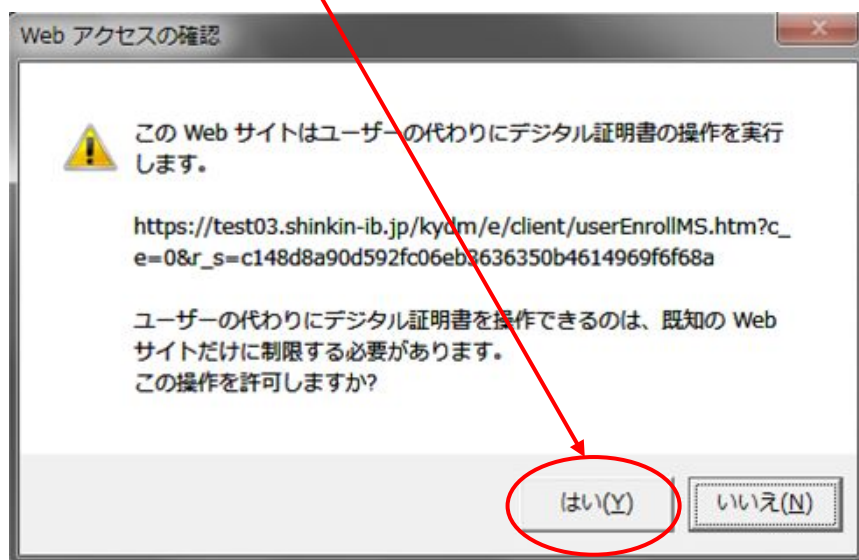 Web アクセスの確認
この Web サイトはユーザーの代わりにデジタル証明書の操作を実行
します。
https://test03.shinkin-ib.jp/kydm/e/client/userEnrollMS.htm?c_
e=0&r_s=c148d8a90d592fc06eb3636350b4614969f6f68a
ユーザーの代わりにデジタル証明書を操作できるのは、既知の Web
サイトだけに制限する必要があります。
この操作を許可しますか?
はい(Y)
いいえ(N)